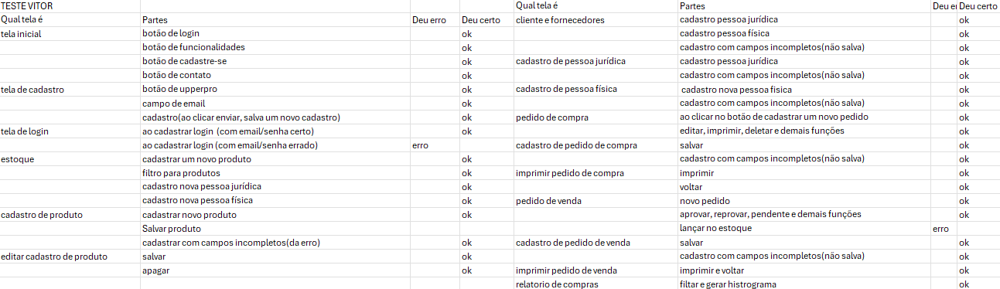 TESTE VITOR Qual tela é Partes Deu er Deu certo
Qual tela é Partes Deu erro Deu certo cliente e fornecedores cadastro pessoa jurídica ok
tela inicial botão de login ok cadastro pessoa física ok
botão de funcionalidades ok cadastro com campos incompletos(não salva) ok
botão de cadastre-se ok cadastro de pessoa jurídica cadastro pessoa jurídica ok
botão de contato ok cadastro com campos incompletos(não salva) ok
tela de cadastro botão de upperpro ok cadastro de pessoa física cadastro nova pessoa fisica ok
campo de email ok cadastro com campos incompletos(não salva) ok
cadastro(ao clicar enviar, salva um novo cadastro) ok pedido de compra ao clicar no botão de cadastrar um novo pedido ok
tela de login ao cadastrar login (com email/senha certo) ok editar, imprimir, deletar e demais funções ok
ao cadastrar login (com email/senha errado) erro cadastro de pedido de compra salvar ok
estoque cadastrar um novo produto ok cadastro com campos incompletos(não salva) ok
filtro para produtos ok imprimir pedido de compra imprimir ok
cadastro nova pessoa jurídica ok voltar ok
cadastro nova pessoa física ok pedido de venda novo pedido ok
cadastro de produto cadastrar novo produto ok aprovar, reprovar, pendente e demais funções ok
Salvar produto lançar no estoque erro
cadastrar com campos incompletos(da erro) ok cadastro de pedido de venda salvar ok
editar cadastro de produto salvar ok cadastro com campos incompletos(não salva) ok
apagar ok imprimir pedido de venda imprimir e voltar ok
relatorio de compras filtar e gerar histrograma ok